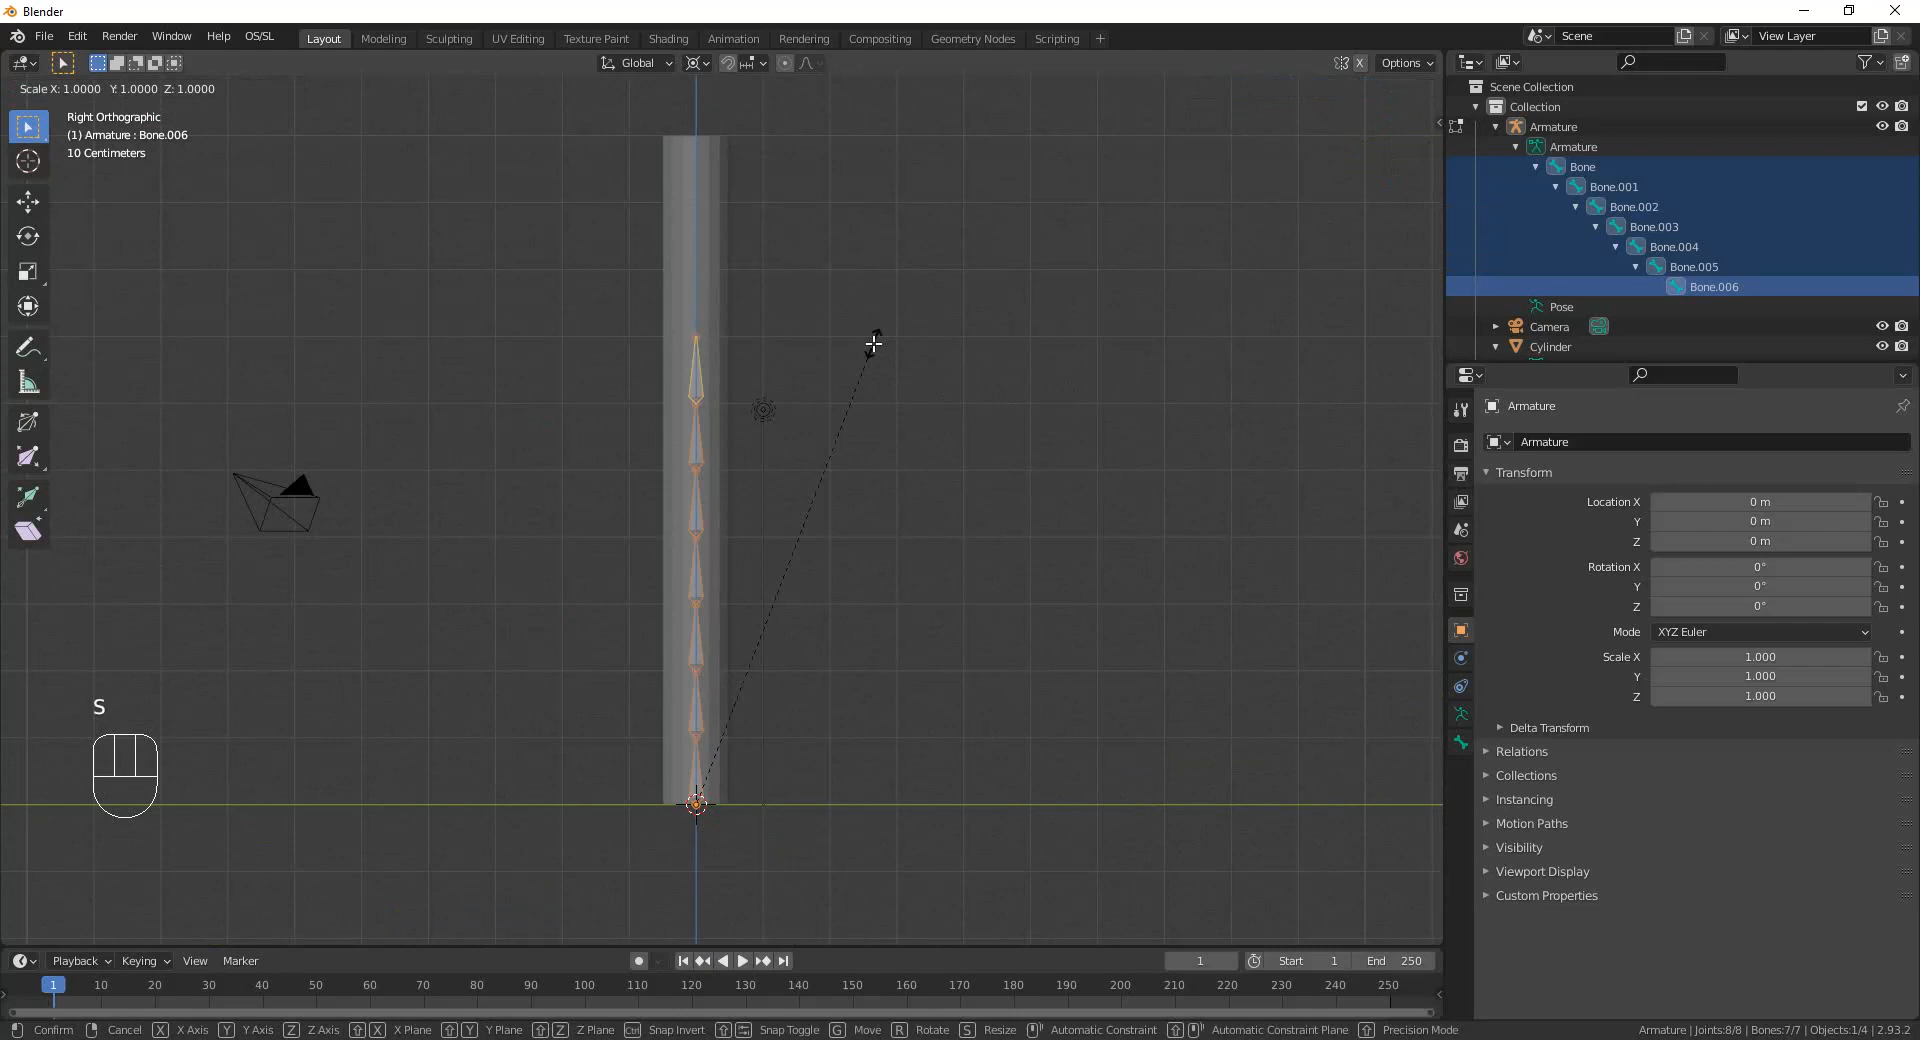 Blender
File Edit Render Window Help OS/SL Layout Modeling Sculpting UV Editing Texture Paint Shading Animation Rendering Compositing Geometry Nodes Scripting + Scene View Layer
Global X Options
Scale X: 1.0000 Y: 1.0000 Z: 1.0000
Right Orthographic
(1) Armature : Bone.006
10 Centimeters
S
Scene Collection
Collection
Armature
Armature
Bone
Bone.001
Bone.002
Bone.003
Bone.004
Bone.005
Bone.006
Pose
Camera
Cylinder
Armature
Armature
Transform
Location X 0 m
Y 0 m
Z 0 m
Rotation X 0°
Y 0°
Z 0°
Mode XYZ Euler
Scale X 1.000
Y 1.000
Z 1.000
Delta Transform
Relations
Collections
Instancing
Motion Paths
Visibility
Viewport Display
Custom Properties
Playback Keying View Marker 1 Start 1 End 250
1 10 20 30 40 50 60 70 80 90 100 110 120 130 140 150 160 170 180 190 200 210 220 230 240 250
Confirm Cancel X X Axis Y Y Axis Z Z Axis X X Plane Y Y Plane Z Z Plane Ctrl Snap Invert Snap Toggle G Move R Rotate S Resize Automatic Constraint Automatic Constraint Plane Precision Mode Armature | Joints:8/8 | Bones:7/7 | Objects:1/4 | 2.93.2